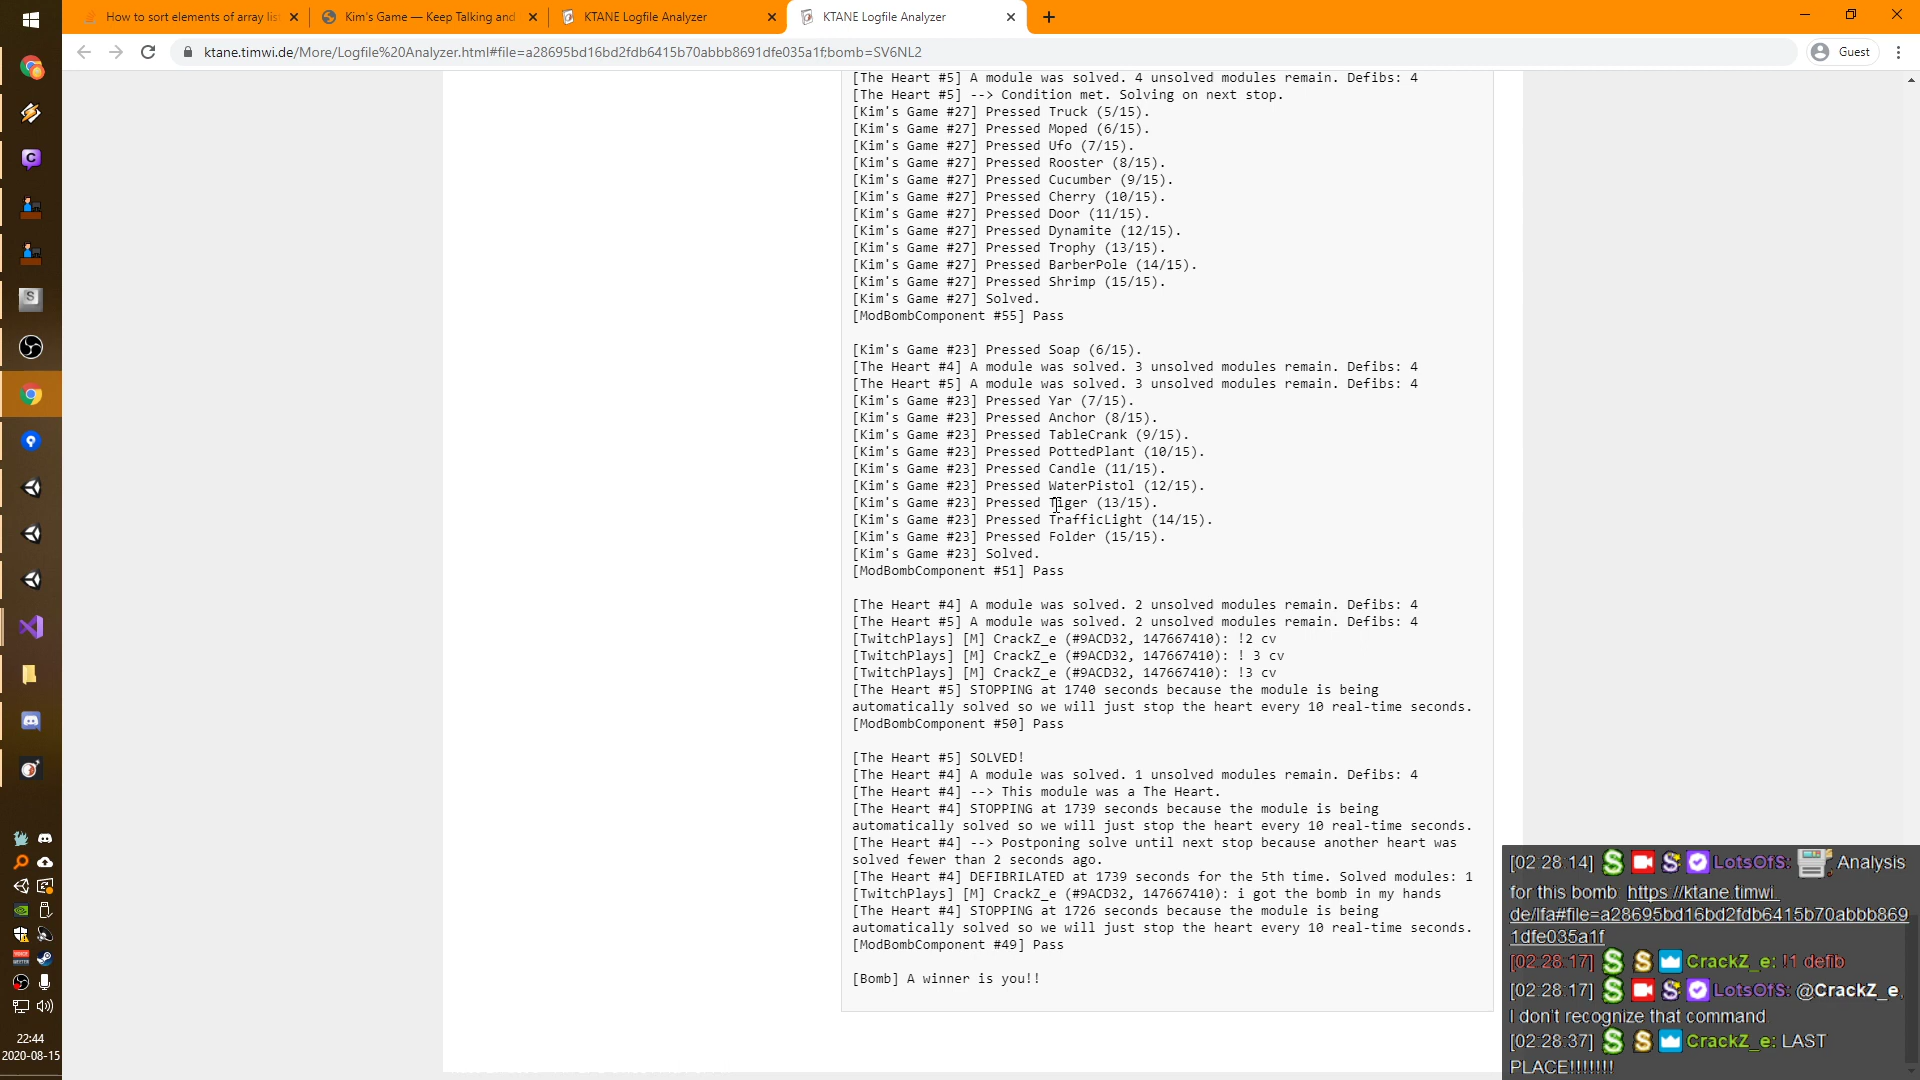 How to sort elements of array lis
Kim's Game — Keep Talking and
KTANE Logfile Analyzer
KTANE Logfile Analyzer
ktane.timwi.de/More/Logfile%20Analyzer.html#file=a28695bd16bd2fdb6415b70abbb8691dfe035a1f;bomb=SV6NL2
Guest
[The Heart #5] A module was solved. 4 unsolved modules remain. Defibs: 4
[The Heart #5] --> Condition met. Solving on next stop.
[Kim's Game #27] Pressed Truck (5/15).
[Kim's Game #27] Pressed Moped (6/15).
[Kim's Game #27] Pressed Ufo (7/15).
[Kim's Game #27] Pressed Rooster (8/15).
[Kim's Game #27] Pressed Cucumber (9/15).
[Kim's Game #27] Pressed Cherry (10/15).
[Kim's Game #27] Pressed Door (11/15).
[Kim's Game #27] Pressed Dynamite (12/15).
[Kim's Game #27] Pressed Trophy (13/15).
[Kim's Game #27] Pressed BarberPole (14/15).
[Kim's Game #27] Pressed Shrimp (15/15).
[Kim's Game #27] Solved.
[ModBombComponent #55] Pass
[Kim's Game #23] Pressed Soap (6/15).
[The Heart #4] A module was solved. 3 unsolved modules remain. Defibs: 4
[The Heart #5] A module was solved. 3 unsolved modules remain. Defibs: 4
[Kim's Game #23] Pressed Yar (7/15).
[Kim's Game #23] Pressed Anchor (8/15).
[Kim's Game #23] Pressed TableCrank (9/15).
[Kim's Game #23] Pressed PottedPlant (10/15).
[Kim's Game #23] Pressed Candle (11/15).
[Kim's Game #23] Pressed WaterPistol (12/15).
[Kim's Game #23] Pressed Tiger (13/15).
[Kim's Game #23] Pressed TrafficLight (14/15).
[Kim's Game #23] Pressed Folder (15/15).
[Kim's Game #23] Solved.
[ModBombComponent #51] Pass
[The Heart #4] A module was solved. 2 unsolved modules remain. Defibs: 4
[The Heart #5] A module was solved. 2 unsolved modules remain. Defibs: 4
[TwitchPlays] [M] CrackZ_e (#9ACD32, 147667410): !2 cv
[TwitchPlays] [M] CrackZ_e (#9ACD32, 147667410): ! 3 cv
[TwitchPlays] [M] CrackZ_e (#9ACD32, 147667410): !3 cv
[The Heart #5] STOPPING at 1740 seconds because the module is being
automatically solved so we will just stop the heart every 10 real-time seconds.
[ModBombComponent #50] Pass
[The Heart #5] SOLVED!
[The Heart #4] A module was solved. 1 unsolved modules remain. Defibs: 4
[The Heart #4] --> This module was a The Heart.
[The Heart #4] STOPPING at 1739 seconds because the module is being
automatically solved so we will just stop the heart every 10 real-time seconds.
[The Heart #4] --> Postponing solve until next stop because another heart was
solved fewer than 2 seconds ago.
[The Heart #4] DEFIBRILATED at 1739 seconds for the 5th time. Solved modules: 1
[TwitchPlays] [M] CrackZ_e (#9ACD32, 147667410): i got the bomb in my hands
[The Heart #4] STOPPING at 1726 seconds because the module is being
automatically solved so we will just stop the heart every 10 real-time seconds.
[ModBombComponent #49] Pass
[Bomb] A winner is you!!
[02:28:14] LotsOfS: Analysis
for this bomb: https://ktane.timwi.
de/lfa#file=a28695bd16bd2fdb6415b70abbb869
1dfe035a1f
[02:28:17] CrackZ_e: !1 defib
[02:28:17] LotsOfS: @CrackZ_e,
I don't recognize that command
[02:28:37] CrackZ_e: LAST
PLACE!!!!!!!
22:44
2020-08-15